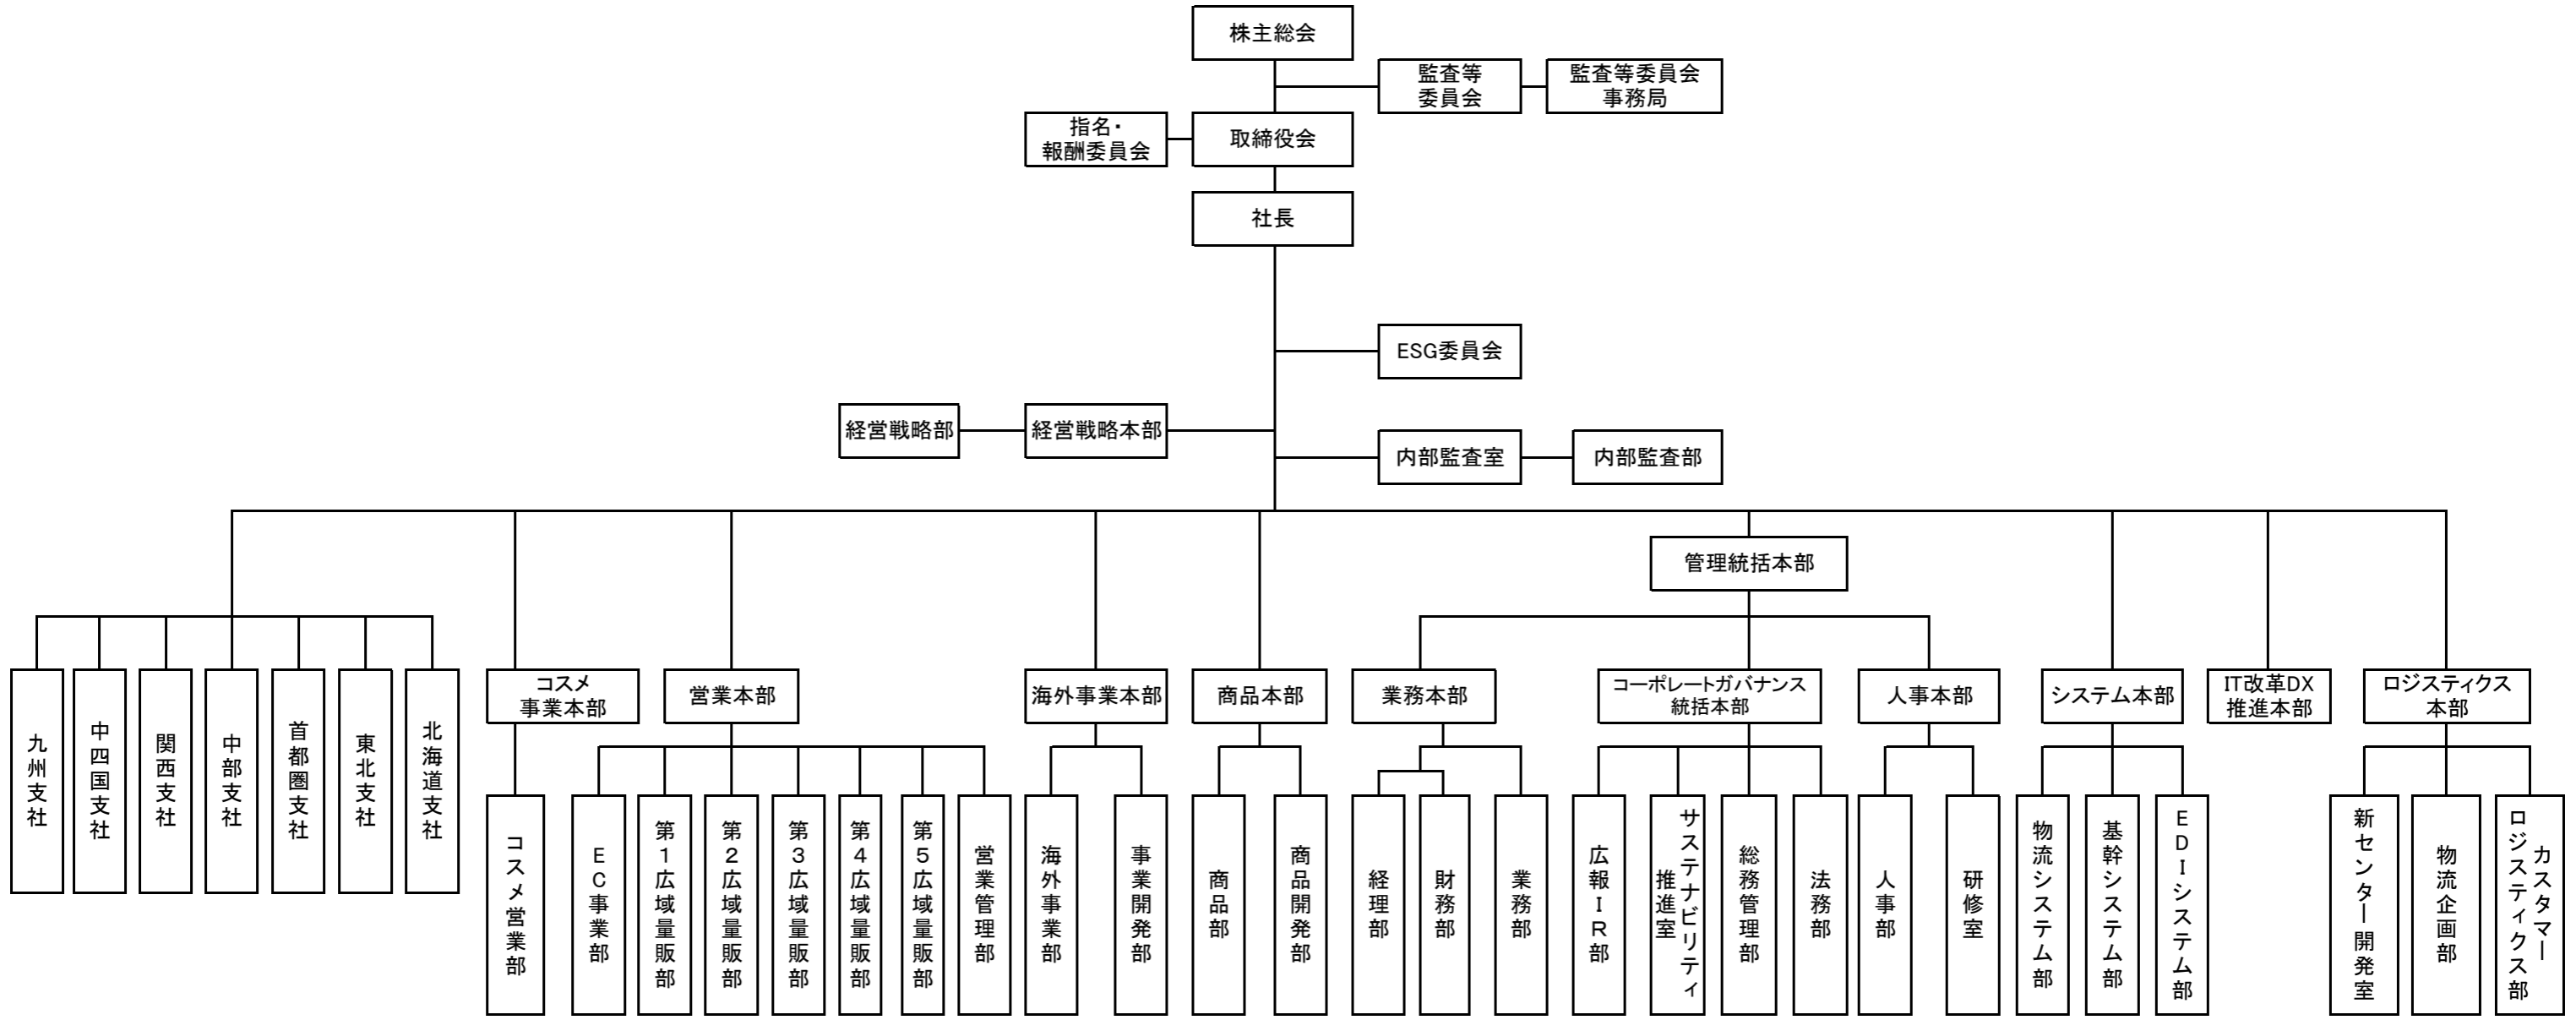 株主総会
監査等
委員会
監査等委員会
事務局
指名・
報酬委員会
取締役会
社長
ESG委員会
経営戦略部
経営戦略本部
内部監査室
内部監査部
管理統括本部
九州支社
中四国支社
関西支社
中部支社
首都圏支社
東北支社
北海道支社
コスメ
事業本部
営業本部
海外事業本部
商品本部
業務本部
コーポレートガバナンス
統括本部
人事本部
システム本部
IT改革DX
推進本部
ロジスティクス
本部
コスメ営業部
EC事業部
第1広域量販部
第2広域量販部
第3広域量販部
第4広域量販部
第5広域量販部
営業管理部
海外事業部
事業開発部
商品部
商品開発部
経理部
財務部
業務部
広報IR部
サステナビリティ
推進室
総務管理部
法務部
人事部
研修室
物流システム部
基幹システム部
EDIシステム部
新センター開発室
物流企画部
カスタマー
ロジスティクス部